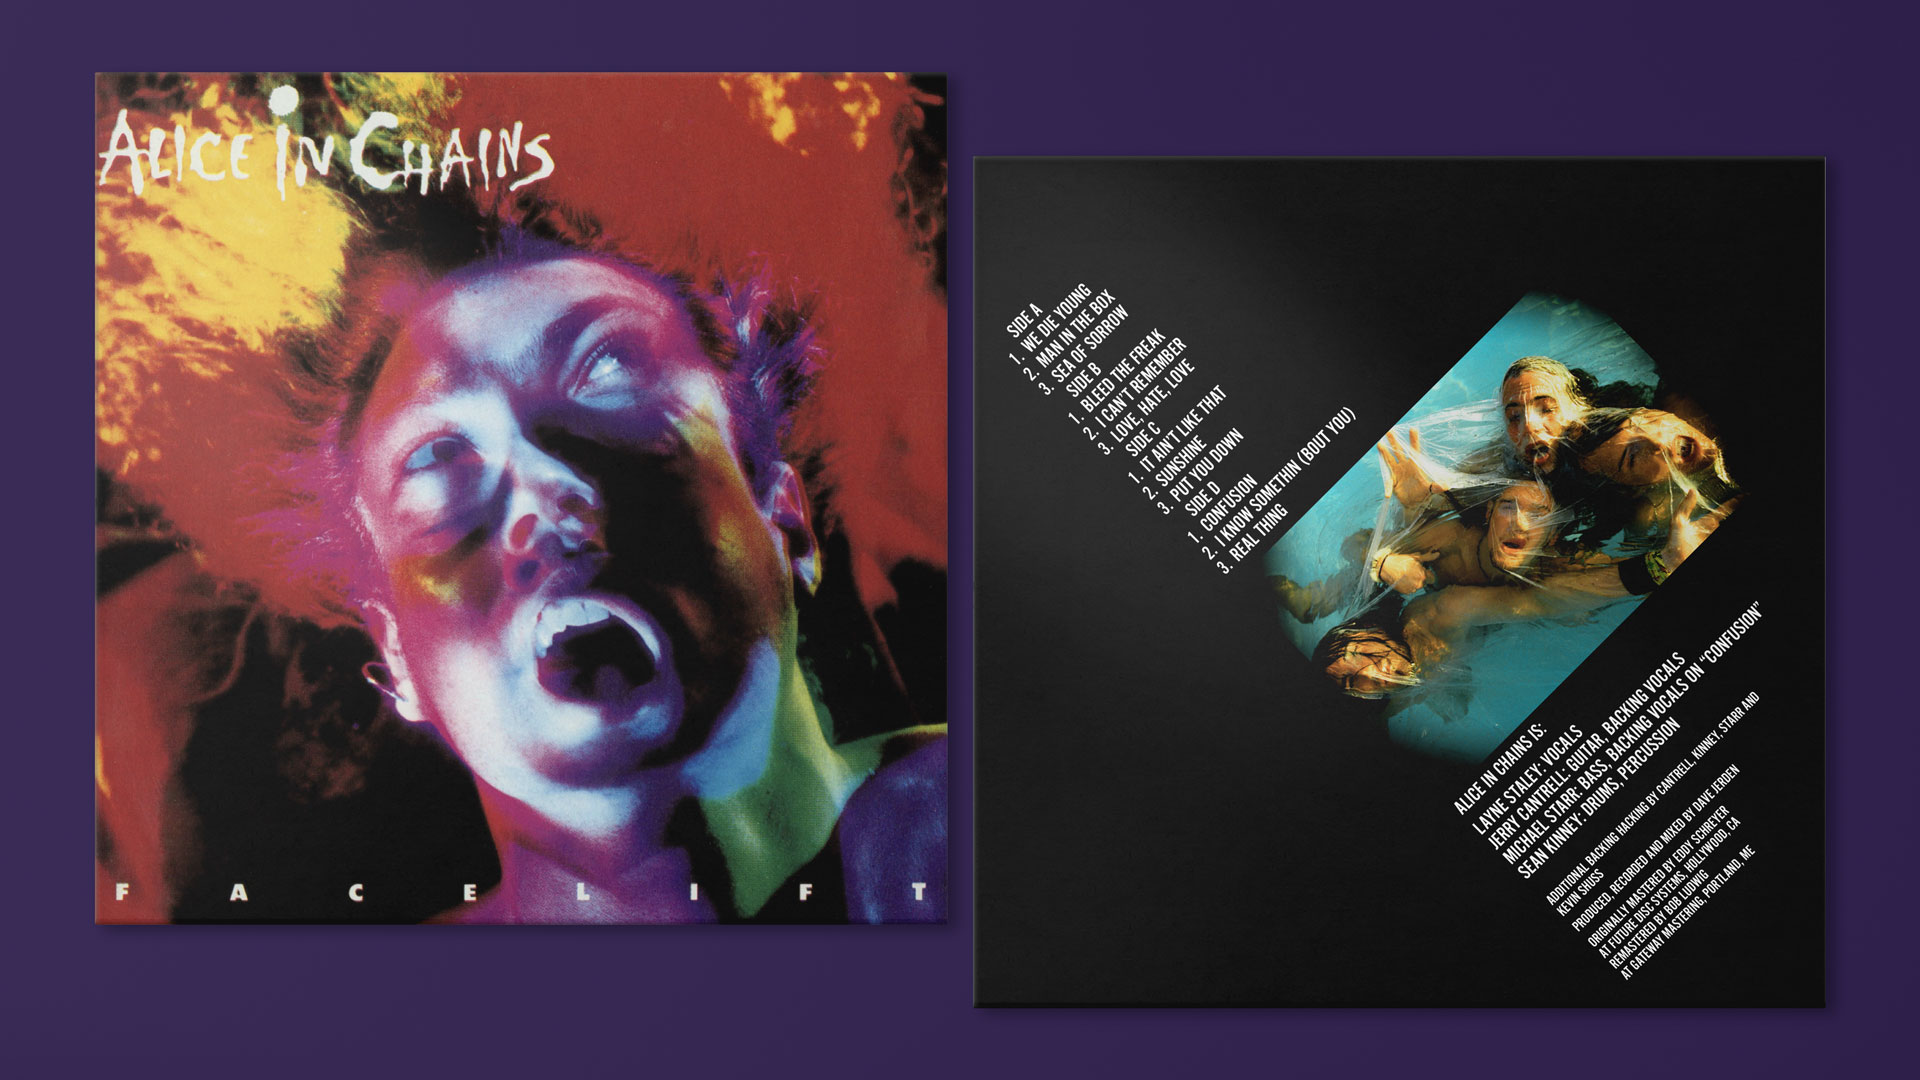 ALICE IN CHAINS
FACELIFT
SIDE A
1. WE DIE YOUNG
2. MAN IN THE BOX
3. SEA OF SORROW
SIDE B
1. BLEED THE FREAK
2. I CAN'T REMEMBER
3. LOVE, HATE, LOVE
SIDE C
1. IT AIN'T LIKE THAT
2. SUNSHINE
3. PUT YOU DOWN
SIDE D
1. CONFUSION
2. I KNOW SOMETHIN (BOUT YOU)
3. REAL THING
ALICE IN CHAINS IS:
LAYNE STALEY: VOCALS
JERRY CANTRELL: GUITAR, BACKING VOCALS
MICHAEL STARR: BASS, BACKING VOCALS ON "CONFUSION"
SEAN KINNEY: DRUMS, PERCUSSION
ADDITIONAL BACKING HACKING BY CANTRELL, KINNEY, STARR AND
KEVIN SHUSS
PRODUCED, RECORDED AND MIXED BY DAVE JERDEN
ORIGINALLY MASTERED BY EDDY SCHREYER
AT FUTURE DISC SYSTEMS, HOLLYWOOD, CA
REMASTERED BY BOB LUDWIG
AT GATEWAY MASTERING, PORTLAND, ME